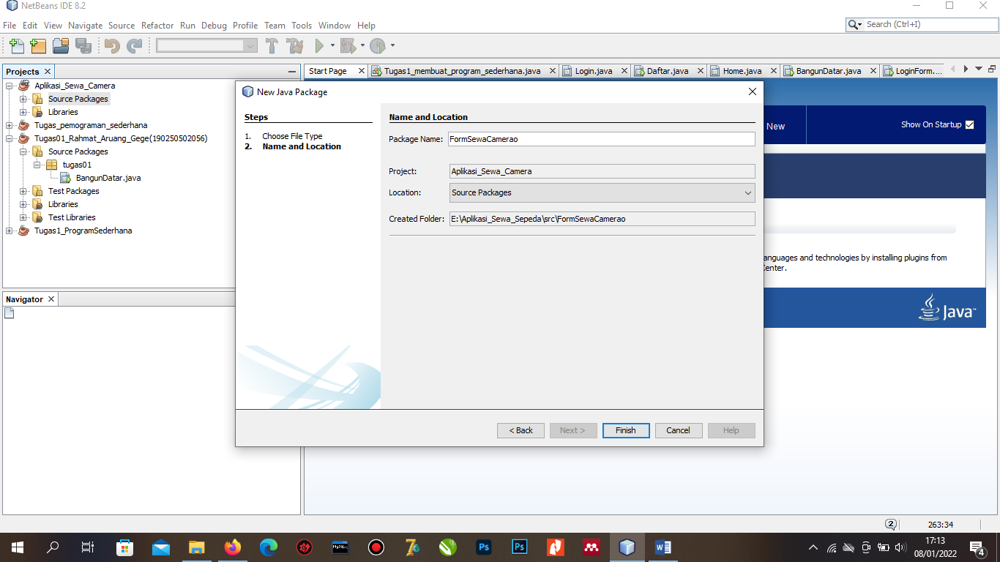 NetBeans IDE 8.2
File Edit View Navigate Source Refactor Run Debug Profile Team Tools Window Help
Search (Ctrl+I)
Projects
Aplikasi_Sewa_Camera
Source Packages
Libraries
Tugas_pemograman_sederhana
Tugas01_Rahmat_Aruang_Gege(190250502056)
Source Packages
tugas01
BangunDatar.java
Test Packages
Libraries
Test Libraries
Tugas1_ProgramSederhana
Navigator
Start Page Tugas1_membuat_program_sederhana.java Login.java Daftar.java Home.java BangunDatar.java LoginForm....
New Java Package
Steps
1. Choose File Type
2. Name and Location
Name and Location
Package Name: FormSewaCamerao
Project: Aplikasi_Sewa_Camera
Location: Source Packages
Created Folder: E:\Aplikasi_Sewa_Sepeda\src\FormSewaCamerao
< Back Next > Finish Cancel Help
New
Show On Startup
anguages and technologies by installing plugins from
Center.
Java™
2
263:34
MySQL
7
Ps
Ps
17:13
08/01/2022
4